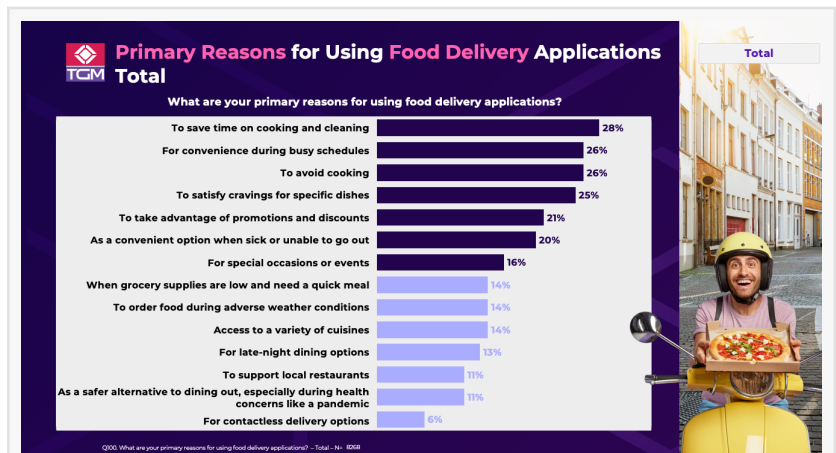 TGM
Primary Reasons for Using Food Delivery Applications
Total
Total
What are your primary reasons for using food delivery applications?
To save time on cooking and cleaning 28%
For convenience during busy schedules 26%
To avoid cooking 26%
To satisfy cravings for specific dishes 25%
To take advantage of promotions and discounts 21%
As a convenient option when sick or unable to go out 20%
For special occasions or events 16%
When grocery supplies are low and need a quick meal 14%
To order food during adverse weather conditions 14%
Access to a variety of cuisines 14%
For late-night dining options 13%
To support local restaurants 11%
As a safer alternative to dining out, especially during health
concerns like a pandemic 11%
For contactless delivery options 6%
Q100. What are your primary reasons for using food delivery applications? – Total – N= 8268